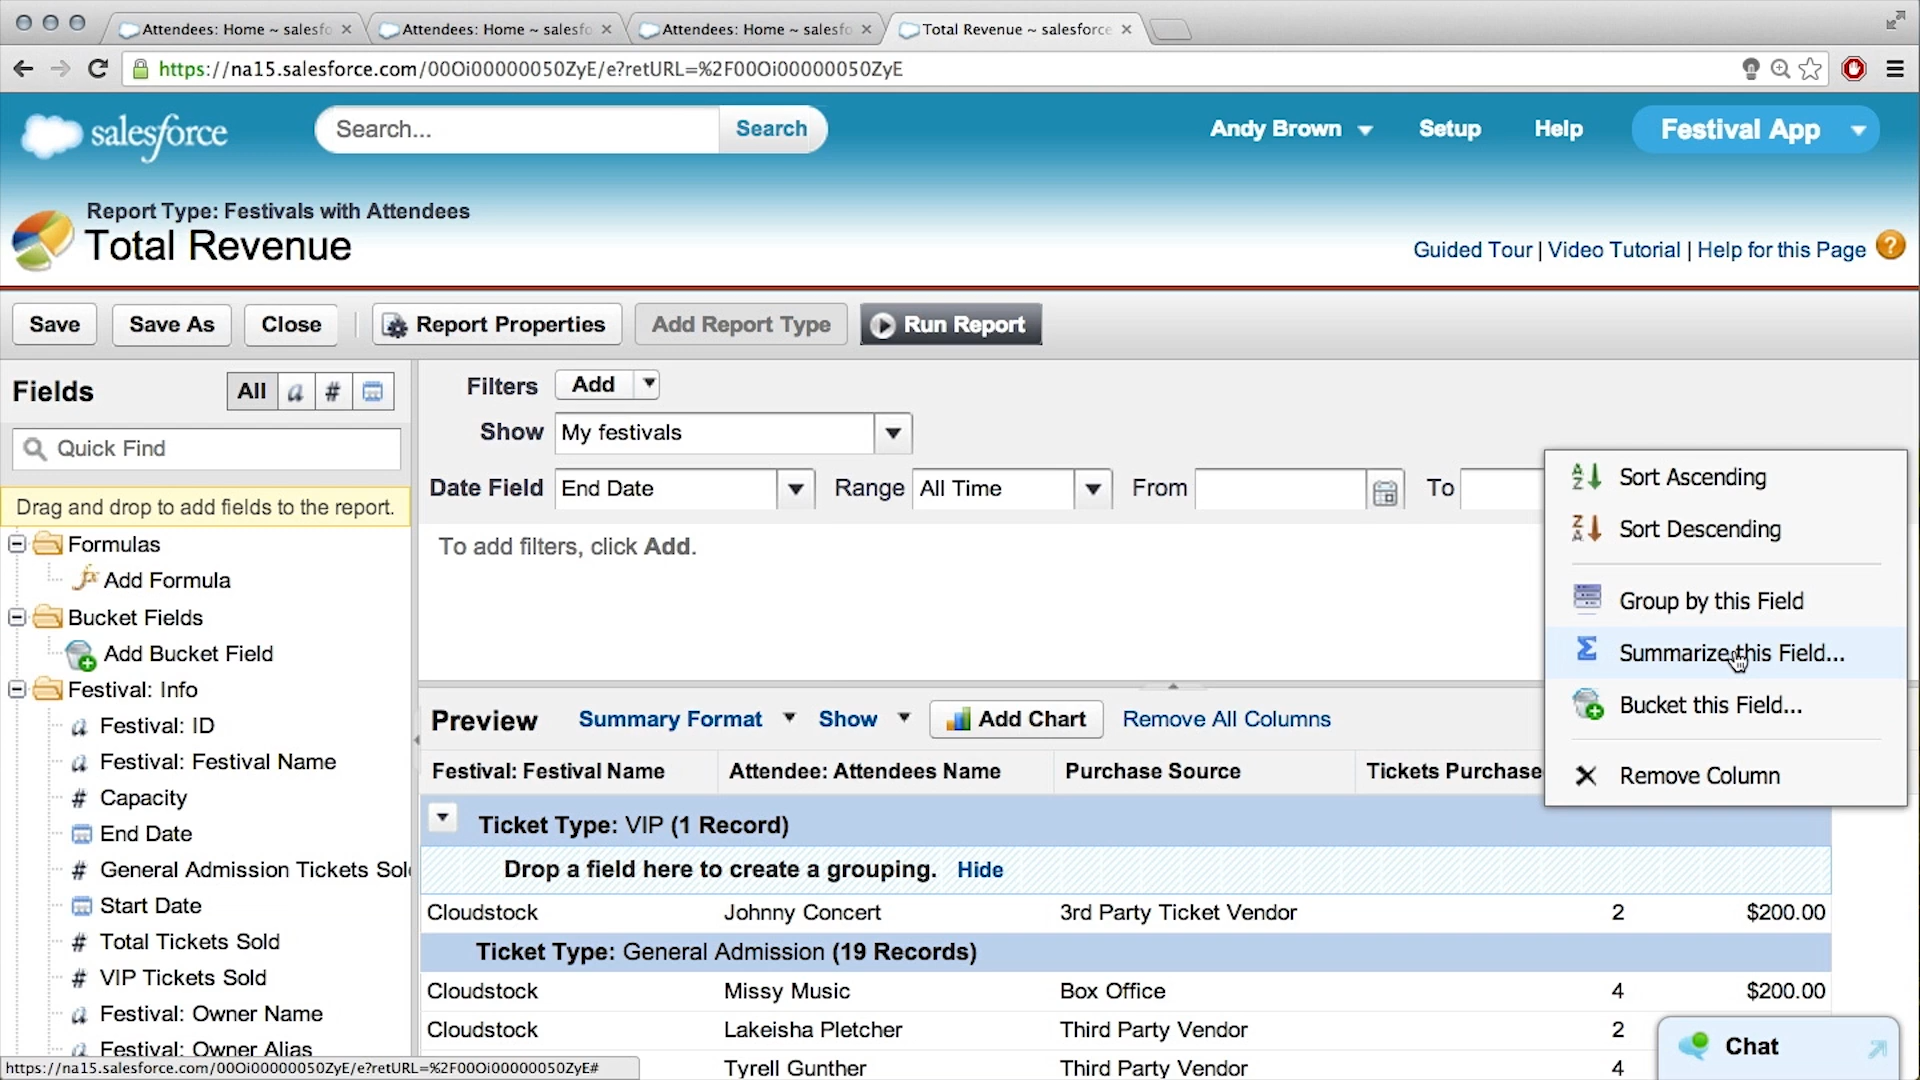 Attendees: Home ~ salesfo
Attendees: Home ~ salesfo
Attendees: Home ~ salesfo
Total Revenue ~ salesforce
https://na15.salesforce.com/00Oi00000050ZyE/e?retURL=%2F00Oi00000050ZyE
salesforce
Search...
Search
Andy Brown
Setup
Help
Festival App
Report Type: Festivals with Attendees
Total Revenue
Guided Tour | Video Tutorial | Help for this Page ?
Save
Save As
Close
Report Properties
Add Report Type
Run Report
Fields
All
a
#
Quick Find
Drag and drop to add fields to the report.
Formulas
fx Add Formula
Bucket Fields
Add Bucket Field
Festival: Info
a Festival: ID
a Festival: Festival Name
# Capacity
End Date
# General Admission Tickets Sol
Start Date
# Total Tickets Sold
# VIP Tickets Sold
a Festival: Owner Name
a Festival: Owner Alias
Filters
Add
Show
My festivals
Date Field
End Date
Range
All Time
From
To
To add filters, click Add.
Sort Ascending
Sort Descending
Group by this Field
Summarize this Field...
Bucket this Field...
Remove Column
Preview
Summary Format
Show
Add Chart
Remove All Columns
Festival: Festival Name
Attendee: Attendees Name
Purchase Source
Tickets Purchase
Ticket Type: VIP (1 Record)
Drop a field here to create a grouping. Hide
Cloudstock Johnny Concert 3rd Party Ticket Vendor 2 $200.00
Ticket Type: General Admission (19 Records)
Cloudstock Missy Music Box Office 4 $200.00
Cloudstock Lakeisha Pletcher Third Party Vendor 2
Tyrell Gunther Third Party Vendor 4
Chat
https://na15.salesforce.com/00Oi00000050ZyE/e?retURL=%2F00Oi00000050ZyE#